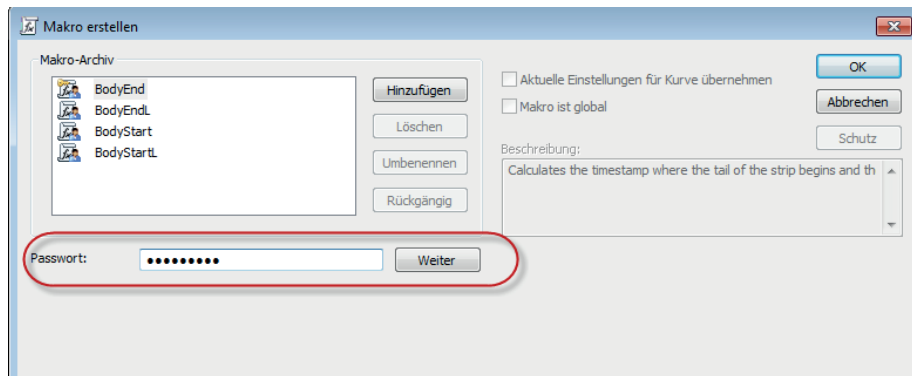 Makro erstellen
Makro-Archiv
BodyEnd
BodyEndL
BodyStart
BodyStartL
Hinzufügen
Löschen
Umbenennen
Rückgängig
Aktuelle Einstellungen für Kurve übernehmen
Makro ist global
Beschreibung:
Calculates the timestamp where the tail of the strip begins and th
OK
Abbrechen
Schutz
Passwort:
•••••••••
Weiter